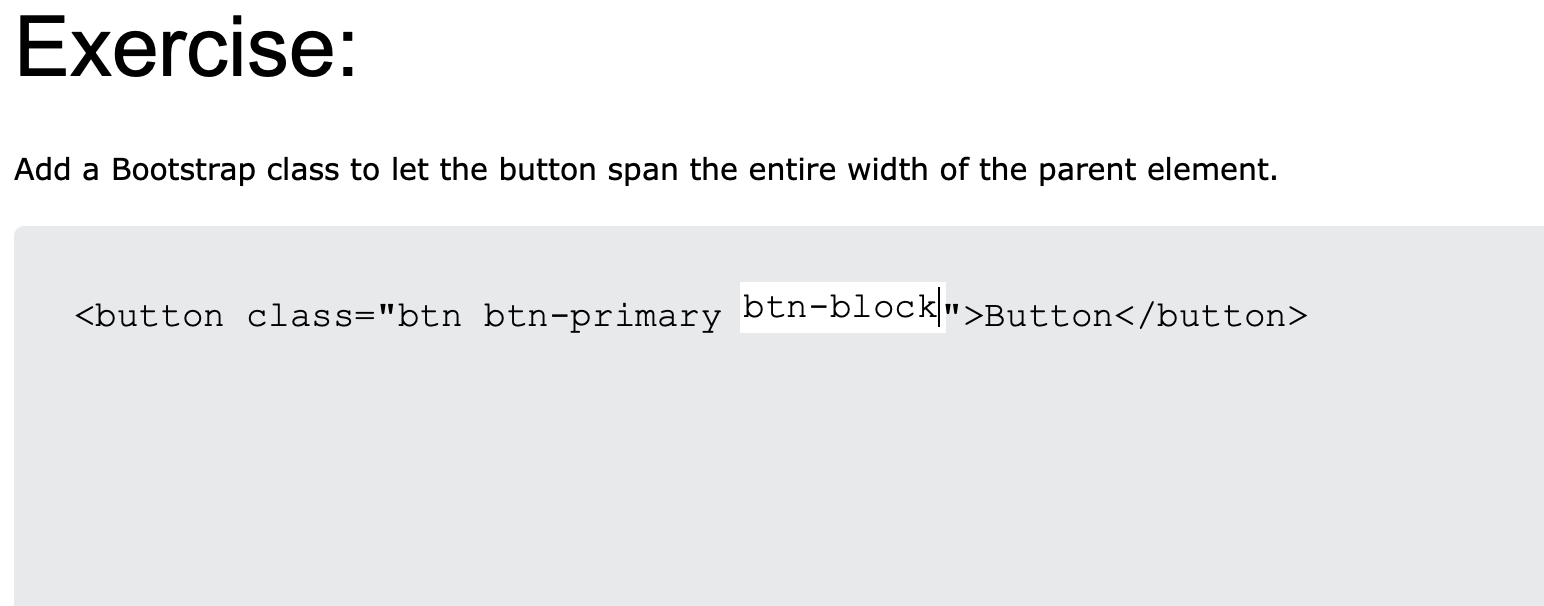 Exercise:
Add a Bootstrap class to let the button span the entire width of the parent element.
<button class="btn btn-primary btn-block">Button</button>